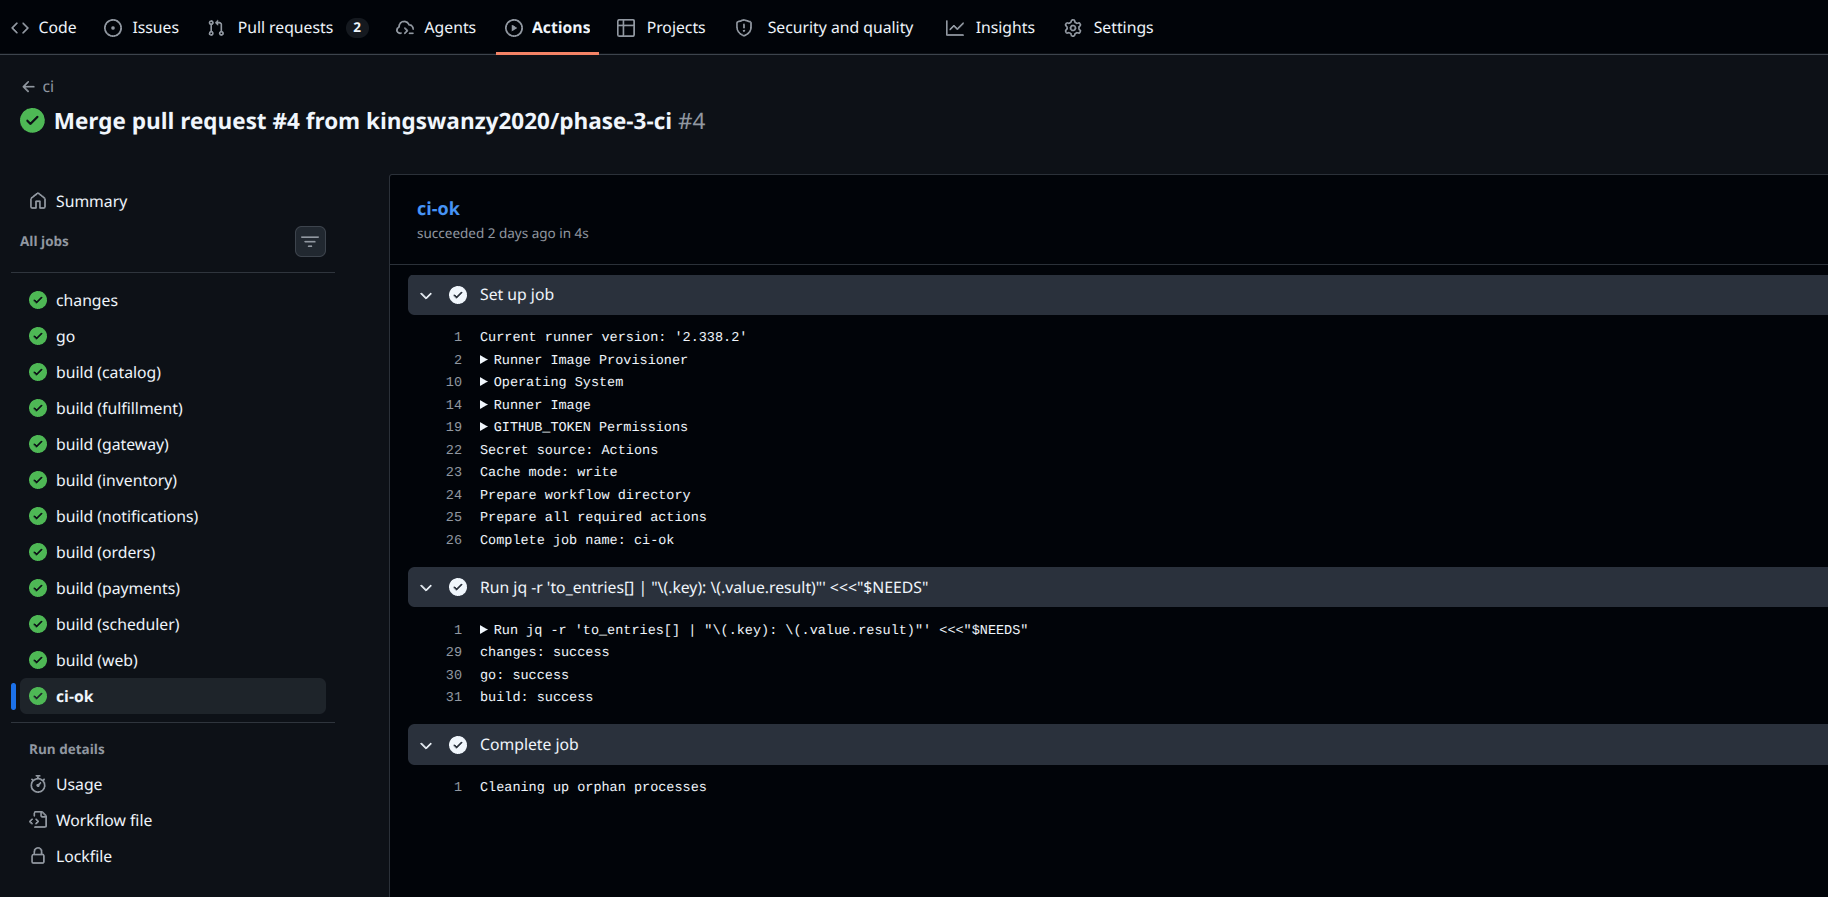 Code Issues Pull requests 2 Agents Actions Projects Security and quality Insights Settings
ci
Merge pull request #4 from kingswanzy2020/phase-3-ci #4
Summary
All jobs
changes
go
build (catalog)
build (fulfillment)
build (gateway)
build (inventory)
build (notifications)
build (orders)
build (payments)
build (scheduler)
build (web)
ci-ok
Run details
Usage
Workflow file
Lockfile
ci-ok
succeeded 2 days ago in 4s
Set up job
1 Current runner version: '2.338.2'
2 Runner Image Provisioner
10 Operating System
14 Runner Image
19 GITHUB_TOKEN Permissions
22 Secret source: Actions
23 Cache mode: write
24 Prepare workflow directory
25 Prepare all required actions
26 Complete job name: ci-ok
Run jq -r 'to_entries[] | "\(.key): \(.value.result)"' <<<"$NEEDS"
1 Run jq -r 'to_entries[] | "\(.key): \(.value.result)"' <<<"$NEEDS"
29 changes: success
30 go: success
31 build: success
Complete job
1 Cleaning up orphan processes